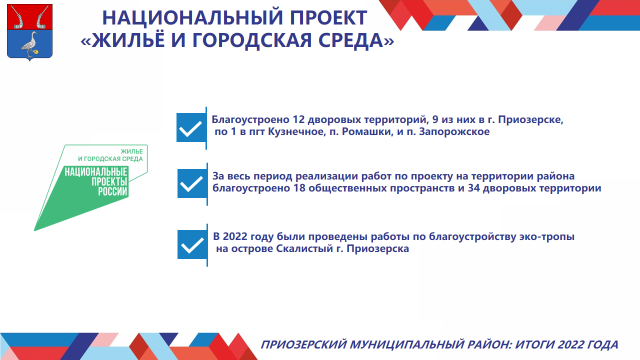 НАЦИОНАЛЬНЫЙ ПРОЕКТ
«ЖИЛЬЁ И ГОРОДСКАЯ СРЕДА»
Благоустроено 12 дворовых территорий, 9 из них в г. Приозерске,
по 1 в пгт Кузнечное, п. Ромашки, и п. Запорожское
ЖИЛЬЕ
И ГОРОДСКАЯ СРЕДА
НАЦИОНАЛЬНЫЕ
ПРОЕКТЫ
РОССИИ
За весь период реализации работ по проекту на территории района
благоустроено 18 общественных пространств и 34 дворовых территории
В 2022 году были проведены работы по благоустройству эко-тропы
на острове Скалистый г. Приозерска
ПРИОЗЕРСКИЙ МУНИЦИПАЛЬНЫЙ РАЙОН: ИТОГИ 2022 ГОДА